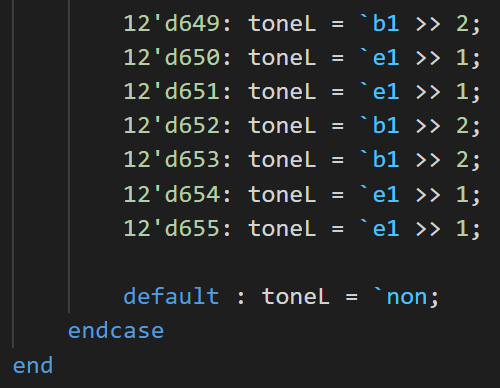 12'd649: toneL = `b1 >> 2;
12'd650: toneL = `e1 >> 1;
12'd651: toneL = `e1 >> 1;
12'd652: toneL = `b1 >> 2;
12'd653: toneL = `b1 >> 2;
12'd654: toneL = `e1 >> 1;
12'd655: toneL = `e1 >> 1;
default : toneL = `non;
endcase
end